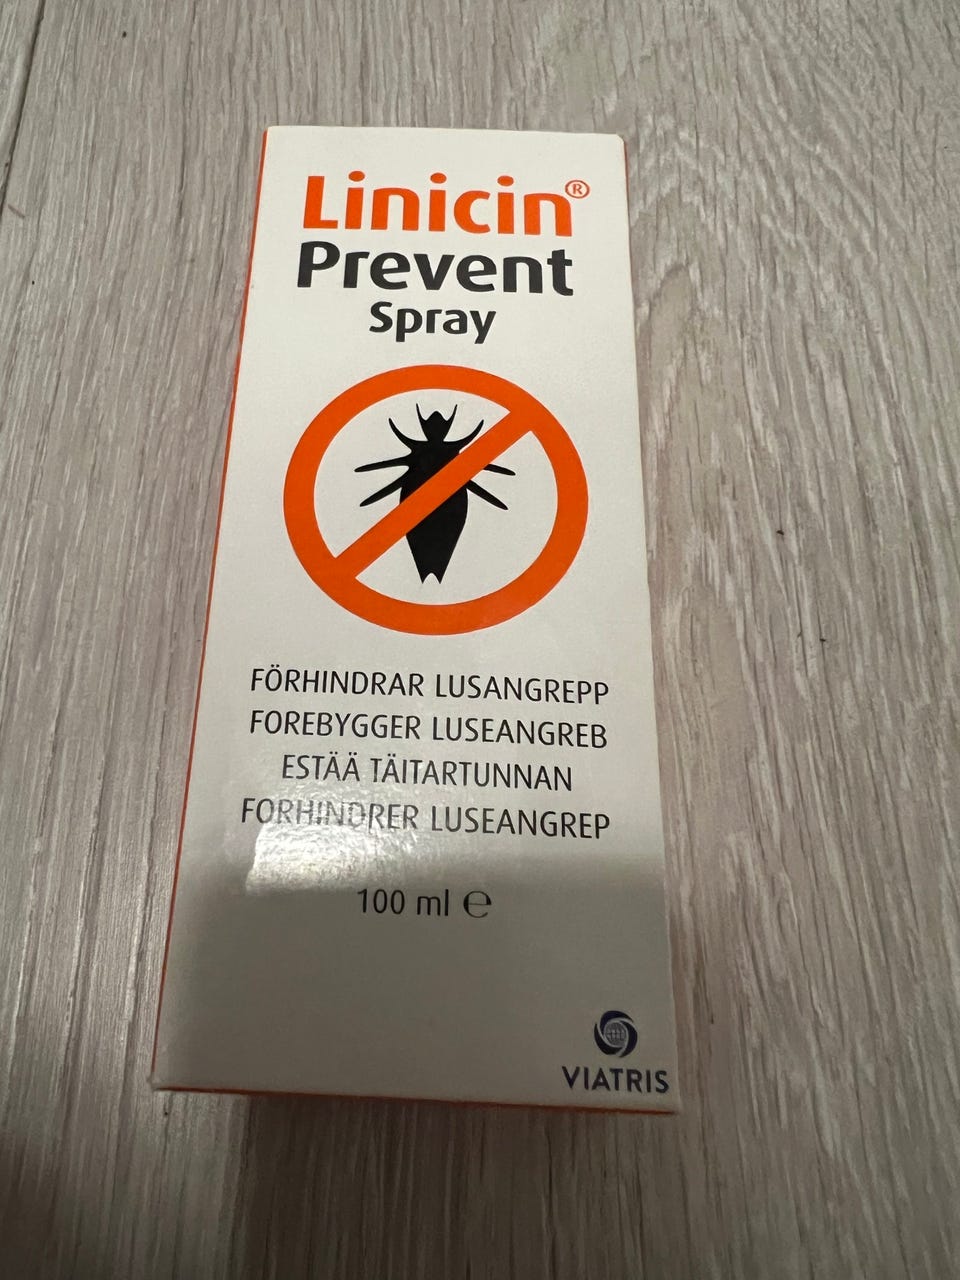 Linicin®
Prevent
Spray
FÖRHINDRAR LUSANGREPP
FOREBYGGER LUSEANGREB
ESTÄÄ TÄITARTUNNAN
FORHINDRER LUSEANGREP
100 ml ℮
VIATRIS